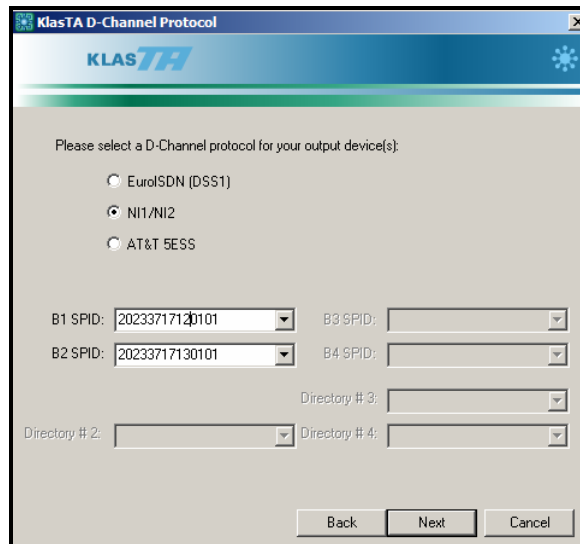 KlasTA D-Channel Protocol
KLAS TA
Please select a D-Channel protocol for your output device(s):
EuroISDN (DSS1)
NI1/NI2
AT&T 5ESS
B1 SPID: 20233717120101 B3 SPID:
B2 SPID: 20233717130101 B4 SPID:
Directory # 3:
Directory # 2: Directory # 4:
Back Next Cancel